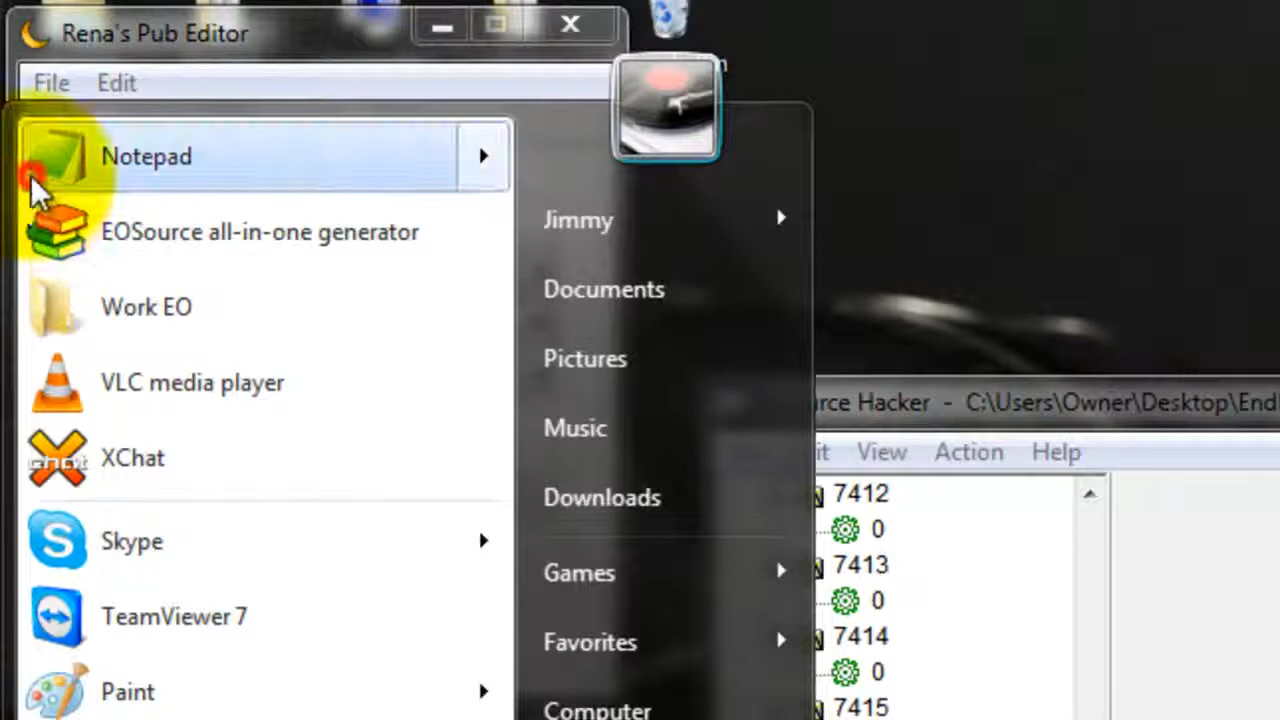 Rena's Pub Editor
File Edit
Notepad
EOSource all-in-one generator
Work EO
VLC media player
XChat
Skype
TeamViewer 7
Paint
Jimmy
Documents
Pictures
Music
Downloads
Games
Favorites
Computer
rce Hacker - C:\Users\Owner\Desktop\End
it View Action Help
7412
0
7413
0
7414
0
7415